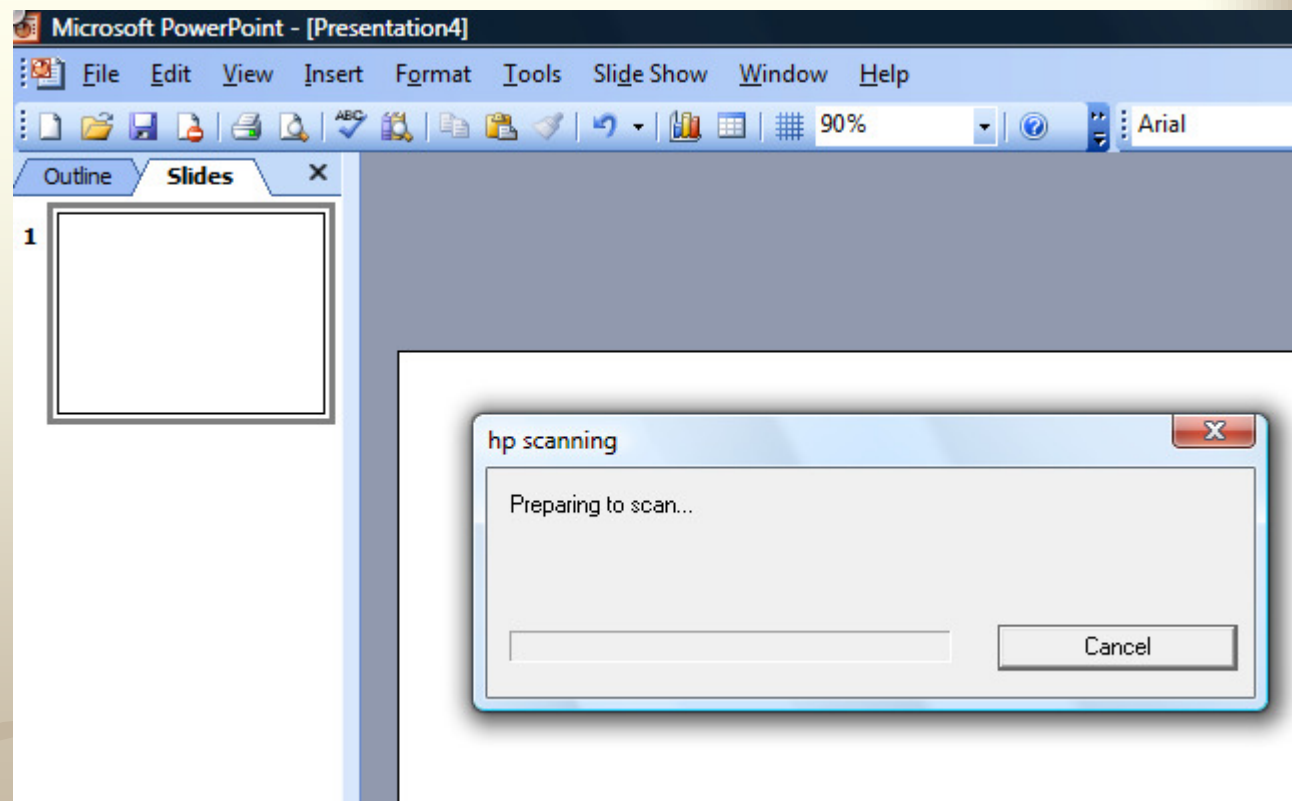 Microsoft PowerPoint - [Presentation4]
File Edit View Insert Format Tools Slide Show Window Help
ABC 90% Arial
Outline Slides
1
hp scanning
Preparing to scan...
Cancel